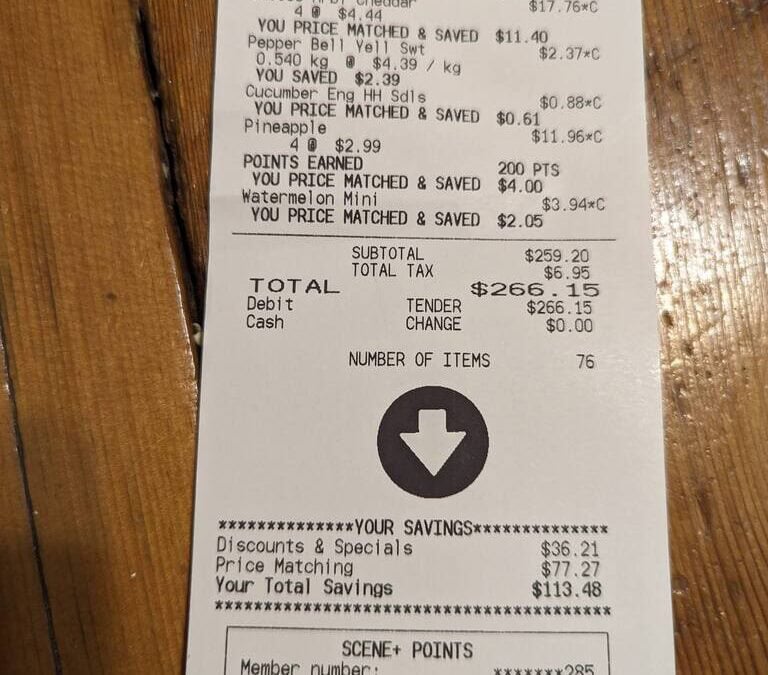 Cheddar $17.76*C
4 @ $4.44
YOU PRICE MATCHED & SAVED $11.40
Pepper Bell Yell Swt $2.37*C
0.540 kg @ $4.39 / kg
YOU SAVED $2.39
Cucumber Eng HH Sdls $0.88*C
YOU PRICE MATCHED & SAVED $0.61
Pineapple $11.96*C
4 @ $2.99
POINTS EARNED 200 PTS
YOU PRICE MATCHED & SAVED $4.00
Watermelon Mini $3.94*C
YOU PRICE MATCHED & SAVED $2.05
SUBTOTAL $259.20
TOTAL TAX $6.95
TOTAL $266.15
Debit TENDER $266.15
Cash CHANGE $0.00
NUMBER OF ITEMS 76
**************YOUR SAVINGS**************
Discounts & Specials $36.21
Price Matching $77.27
Your Total Savings $113.48
****************************************
SCENE+ POINTS
Member number: *******285